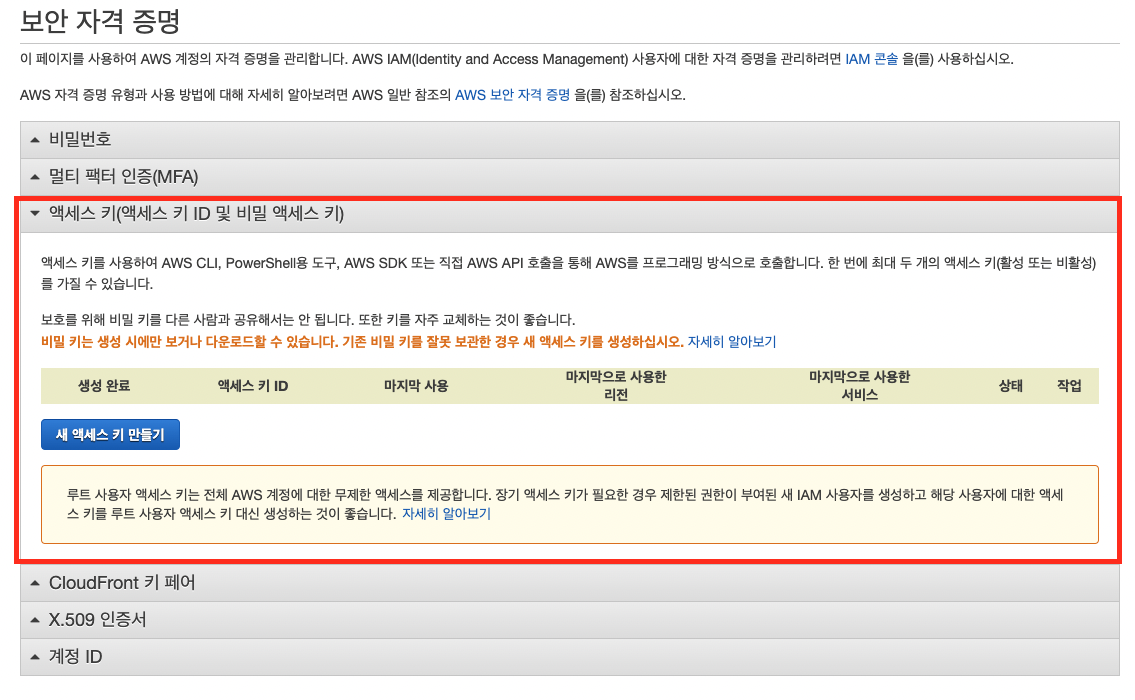 보안 자격 증명
이 페이지를 사용하여 AWS 계정의 자격 증명을 관리합니다. AWS IAM(Identity and Access Management) 사용자에 대한 자격 증명을 관리하려면 IAM 콘솔 을(를) 사용하십시오.
AWS 자격 증명 유형과 사용 방법에 대해 자세히 알아보려면 AWS 일반 참조의 AWS 보안 자격 증명 을(를) 참조하십시오.
비밀번호
멀티 팩터 인증(MFA)
액세스 키(액세스 키 ID 및 비밀 액세스 키)
액세스 키를 사용하여 AWS CLI, PowerShell용 도구, AWS SDK 또는 직접 AWS API 호출을 통해 AWS를 프로그래밍 방식으로 호출합니다. 한 번에 최대 두 개의 액세스 키(활성 또는 비활성)
를 가질 수 있습니다.
보호를 위해 비밀 키를 다른 사람과 공유해서는 안 됩니다. 또한 키를 자주 교체하는 것이 좋습니다.
비밀 키는 생성 시에만 보거나 다운로드할 수 있습니다. 기존 비밀 키를 잘못 보관한 경우 새 액세스 키를 생성하십시오. 자세히 알아보기
생성 완료 액세스 키 ID 마지막 사용 마지막으로 사용한 리전 마지막으로 사용한 서비스 상태 작업
새 액세스 키 만들기
루트 사용자 액세스 키는 전체 AWS 계정에 대한 무제한 액세스를 제공합니다. 장기 액세스 키가 필요한 경우 제한된 권한이 부여된 새 IAM 사용자를 생성하고 해당 사용자에 대한 액세
스 키를 루트 사용자 액세스 키 대신 생성하는 것이 좋습니다. 자세히 알아보기
CloudFront 키 페어
X.509 인증서
계정 ID